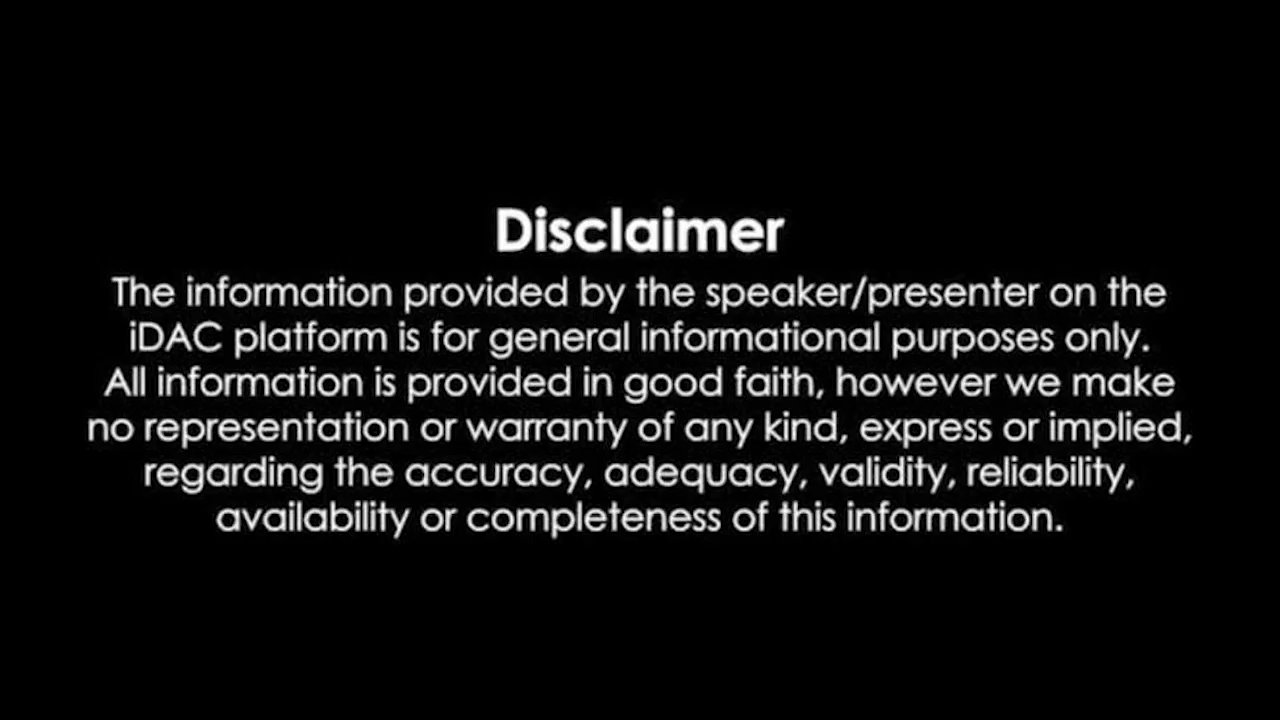 Disclaimer
The information provided by the speaker/presenter on the
iDAC platform is for general informational purposes only.
All information is provided in good faith, however we make
no representation or warranty of any kind, express or implied,
regarding the accuracy, adequacy, validity, reliability,
availability or completeness of this information.